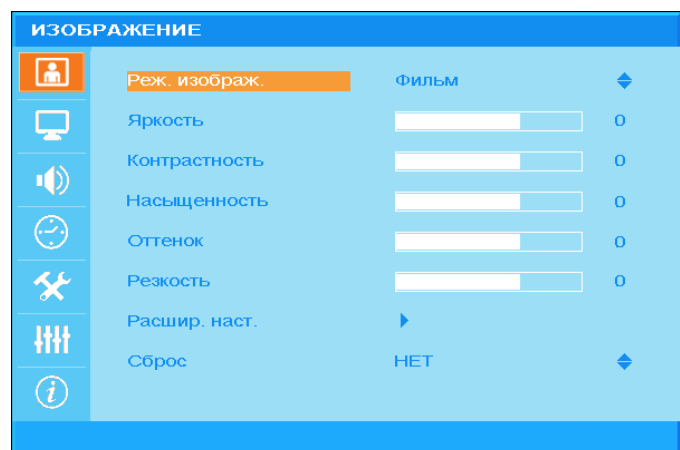 ИЗОБРАЖЕНИЕ
Реж. изображ. Фильм
Яркость 0
Контрастность 0
Насыщенность 0
Оттенок 0
Резкость 0
Расшир. наст.
Сброс НЕТ